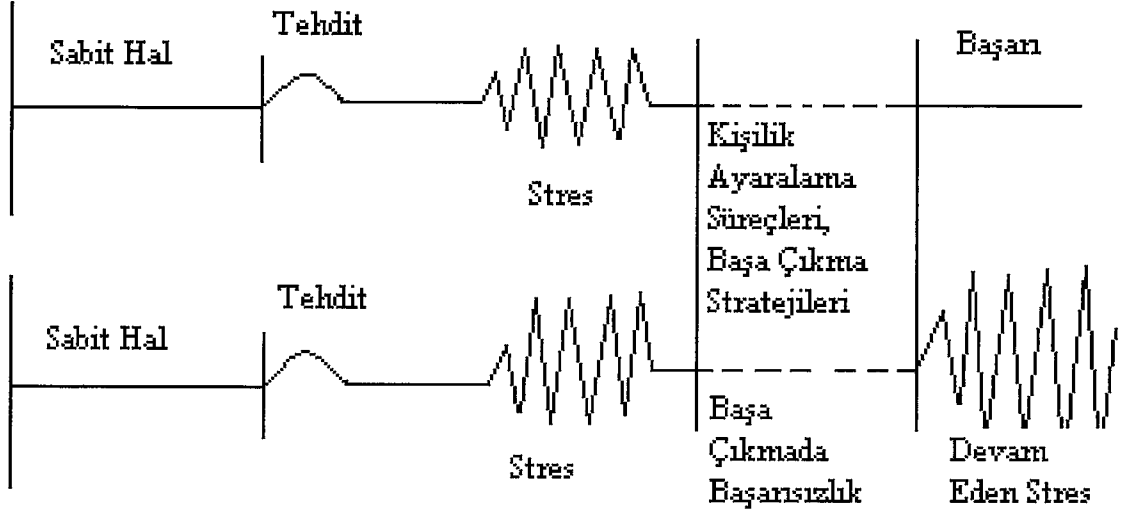 Tehdit
Sabit Hal
Başarı
Stres
Kişilik
Ayaralama
Süreçleri,
Başa Çıkma
Stratejileri
Tehdit
Sabit Hal
Stres
Başa
Çıkmada
Başarısızlık
Devam
Eden Stres